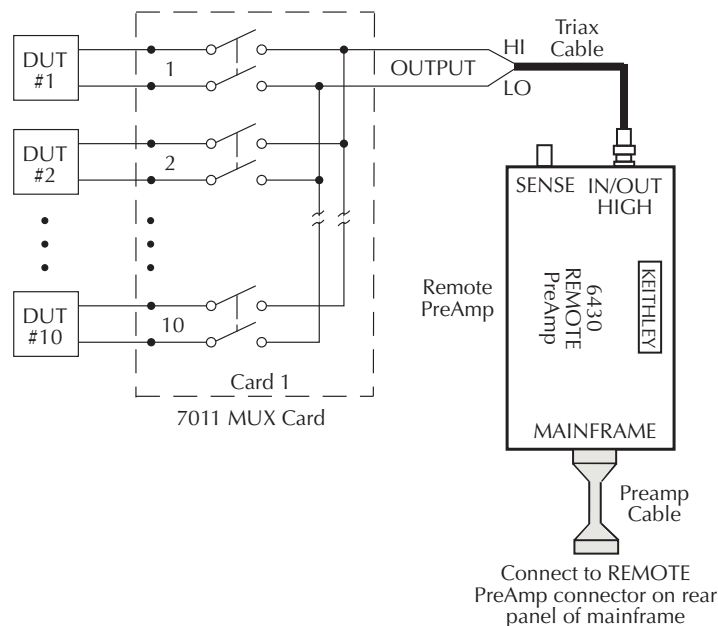 DUT
#1
1
OUTPUT
HI
LO
Triax
Cable
DUT
#2
2
SENSE
IN/OUT
HIGH
Remote
PreAmp
6430
REMOTE
PreAmp
KEITHLEY
DUT
#10
10
Card 1
7011 MUX Card
MAINFRAME
Preamp
Cable
Connect to REMOTE
PreAmp connector on rear
panel of mainframe